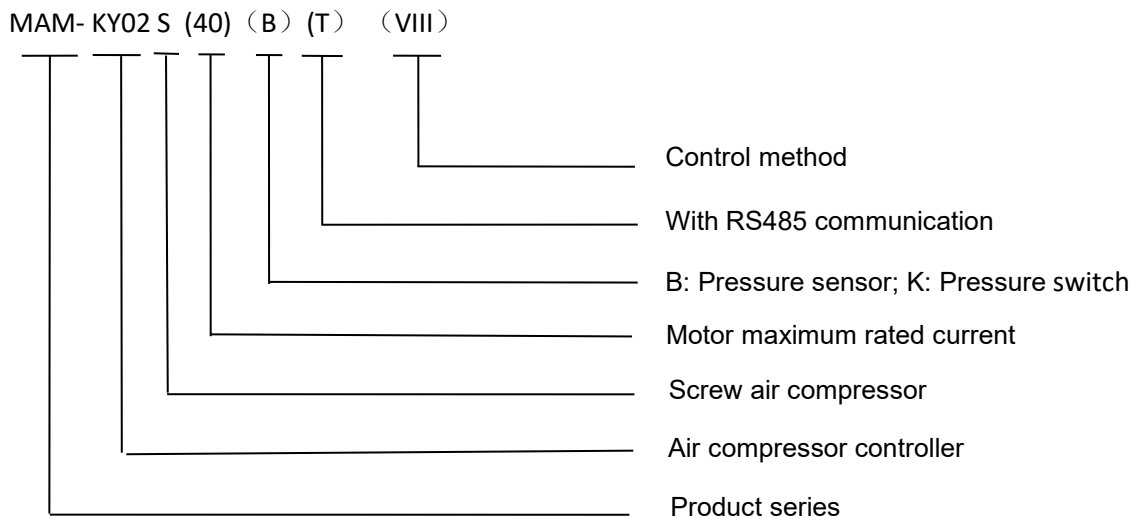 MAM- KY02 S (40)（B）(T）（VIII）
Control method
With RS485 communication
B: Pressure sensor; K: Pressure switch
Motor maximum rated current
Screw air compressor
Air compressor controller
Product series